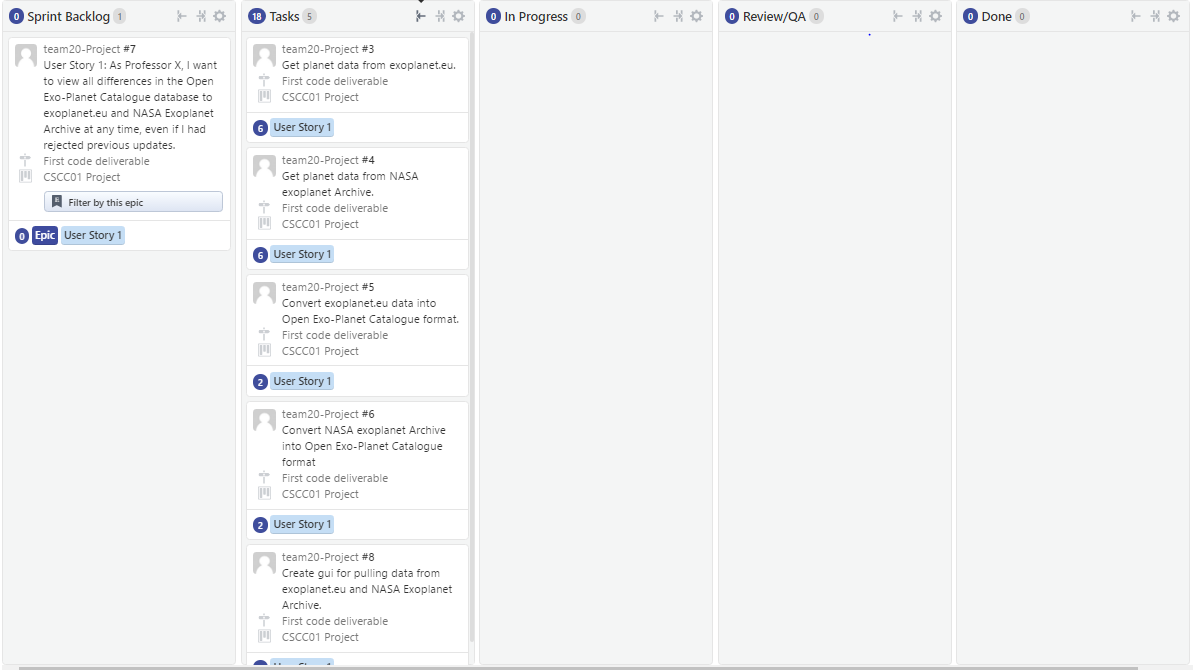 0 Sprint Backlog 1
team20-Project #7
User Story 1: As Professor X, I want
to view all differences in the Open
Exo-Planet Catalogue database to
exoplanet.eu and NASA Exoplanet
Archive at any time, even if I had
rejected previous updates.
First code deliverable
CSCC01 Project
Filter by this epic
0 Epic User Story 1
18 Tasks 5
team20-Project #3
Get planet data from exoplanet.eu.
First code deliverable
CSCC01 Project
6 User Story 1
team20-Project #4
Get planet data from NASA
exoplanet Archive.
First code deliverable
CSCC01 Project
6 User Story 1
team20-Project #5
Convert exoplanet.eu data into
Open Exo-Planet Catalogue format.
First code deliverable
CSCC01 Project
2 User Story 1
team20-Project #6
Convert NASA exoplanet Archive
into Open Exo-Planet Catalogue
format
First code deliverable
CSCC01 Project
2 User Story 1
team20-Project #8
Create gui for pulling data from
exoplanet.eu and NASA Exoplanet
Archive.
First code deliverable
CSCC01 Project
User Story 1
0 In Progress 0
0 Review/QA 0
0 Done 0